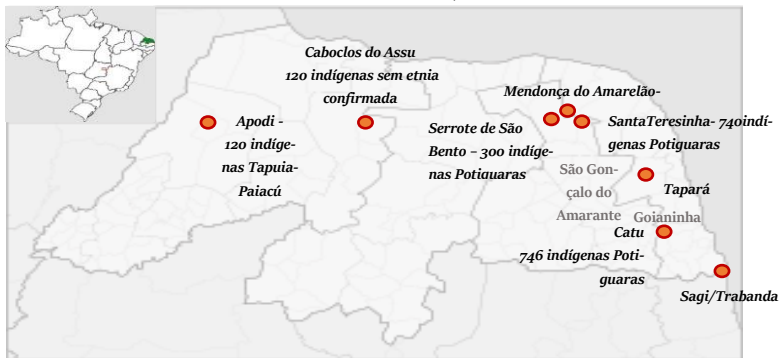 Caboclos do Assu
120 indígenas sem etnia
confirmada
Mendonça do Amarelão-
Apodi -
120 indíge-
nas Tapuia-
Paiacú
Serrote de São
Bento – 300 indíge-
nas Potiguaras
SantaTeresinha- 740indí-
genas Potiguaras
São Gon-
çalo do
Amarante
Tapará
Goianinha
Catu
746 indígenas Poti-
guaras
Sagi/Trabanda